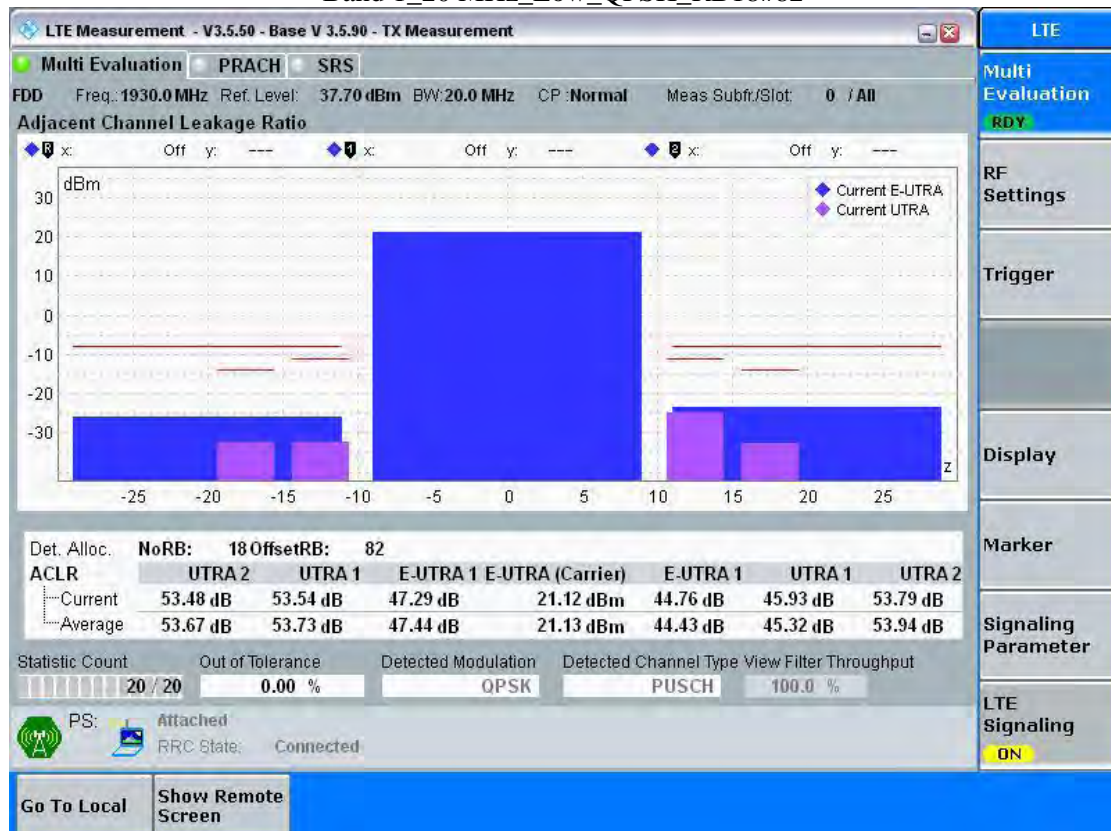 LTE Measurement - V3.5.50 - Base V 3.5.90 - TX Measurement
LTE
Multi Evaluation PRACH SRS
Multi Evaluation
RDY
FDD Freq.: 1930.0 MHz Ref. Level: 37.70 dBm BW: 20.0 MHz CP :Normal Meas Subfr./Slot: 0 / All
Adjacent Channel Leakage Ratio
R x: Off y: --- 1 x: Off y: --- 2 x: Off y: ---
dBm
Current E-UTRA
Current UTRA
30
20
10
0
-10
-20
-30
z
-25 -20 -15 -10 -5 0 5 10 15 20 25
RF Settings
Trigger
Display
Marker
Signaling Parameter
LTE Signaling
ON
Det. Alloc. NoRB: 18 OffsetRB: 82
ACLR UTRA 2 UTRA 1 E-UTRA 1 E-UTRA (Carrier) E-UTRA 1 UTRA 1 UTRA 2
Current 53.48 dB 53.54 dB 47.29 dB 21.12 dBm 44.76 dB 45.93 dB 53.79 dB
Average 53.67 dB 53.73 dB 47.44 dB 21.13 dBm 44.43 dB 45.32 dB 53.94 dB
Statistic Count Out of Tolerance Detected Modulation Detected Channel Type View Filter Throughput
20 / 20 0.00 % QPSK PUSCH 100.0 %
PS: Attached
RRC State: Connected
Go To Local
Show Remote Screen